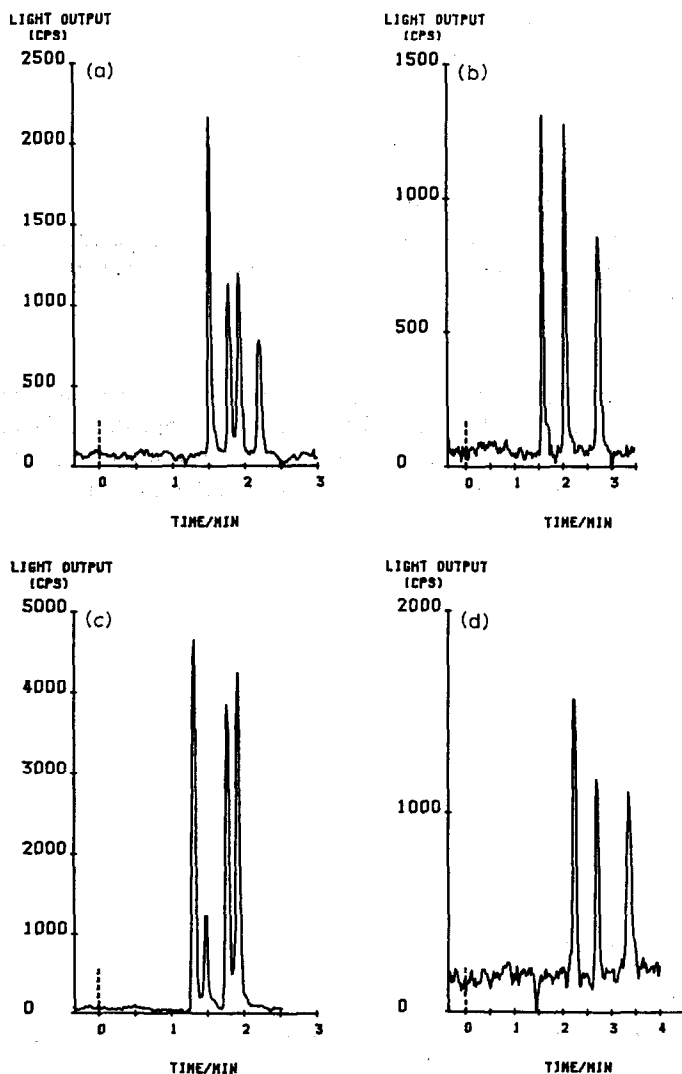 LIGHT OUTPUT
(CPS)
(a)
2500
2000
1500
1000
500
0
0 1 2 3
TIME/MIN
LIGHT OUTPUT
(CPS)
(b)
1500
1000
500
0
0 1 2 3
TIME/MIN
LIGHT OUTPUT
(CPS)
(c)
5000
4000
3000
2000
1000
0
0 1 2 3
TIME/MIN
LIGHT OUTPUT
(CPS)
(d)
2000
1000
0
0 1 2 3 4
TIME/MIN